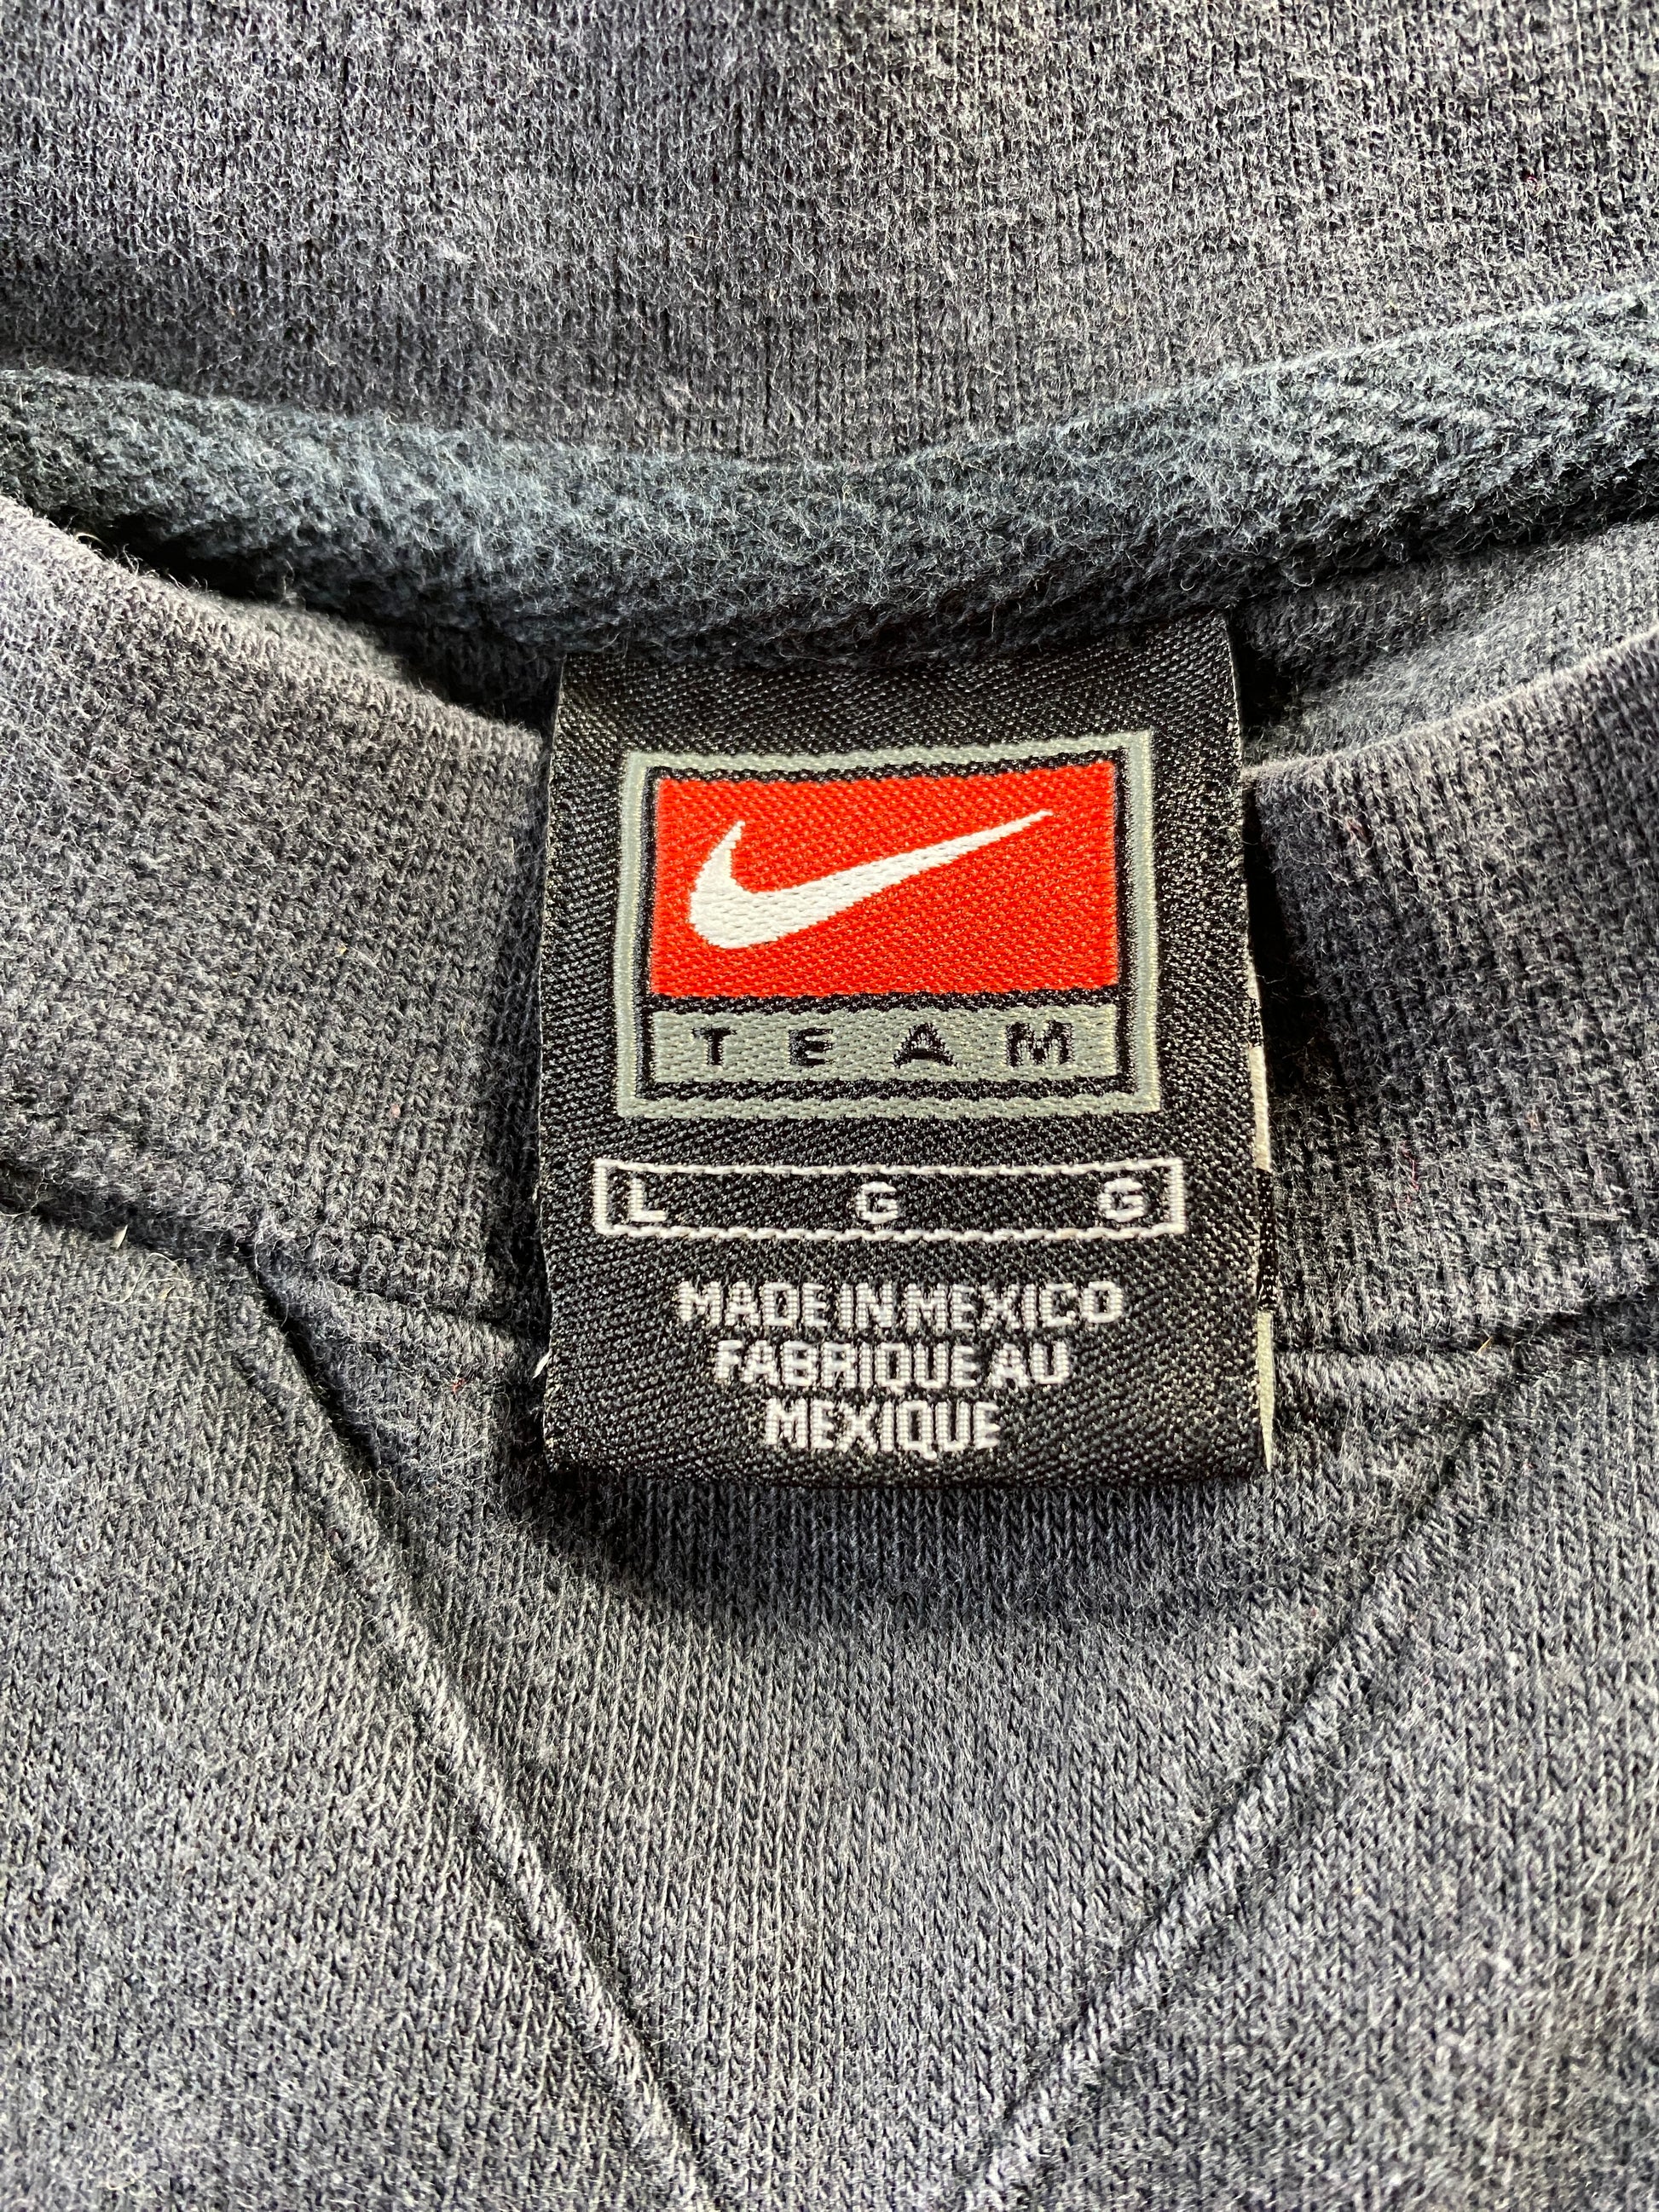 TEAM
L G G
MADE IN MEXICO
FABRIQUE AU
MEXIQUE